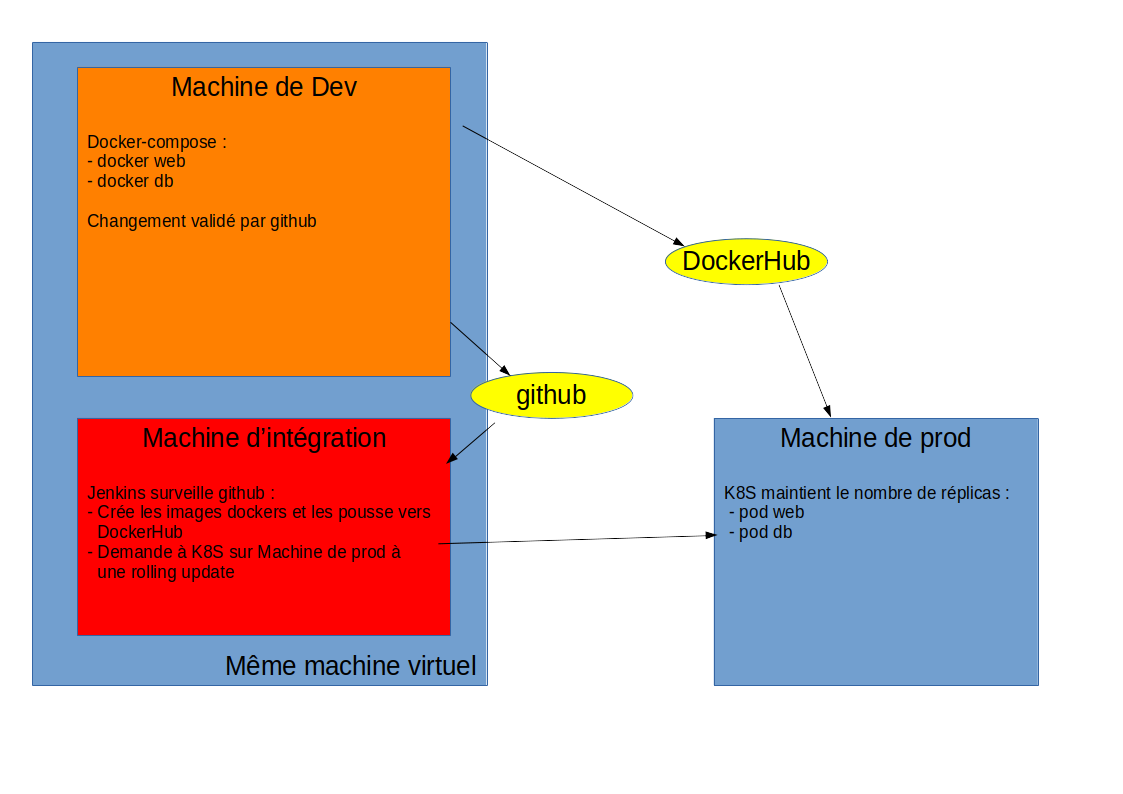 Machine de Dev
Docker-compose :
- docker web
- docker db
Changement validé par github
DockerHub
github
Machine d’intégration
Jenkins surveille github :
- Crée les images dockers et les pousse vers
DockerHub
- Demande à K8S sur Machine de prod à
une rolling update
Même machine virtuel
Machine de prod
K8S maintient le nombre de réplicas :
- pod web
- pod db